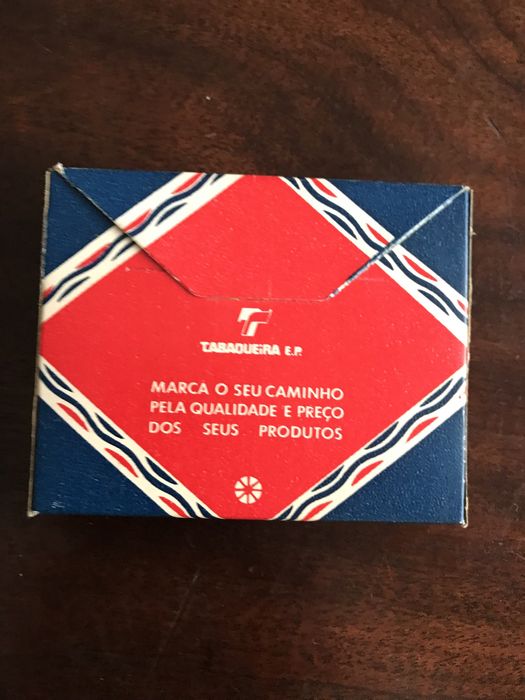 TABAQUEiRA E.P.
MARCA O SEU CAMINHO
PELA QUALIDADE E PREÇO
DOS SEUS PRODUTOS